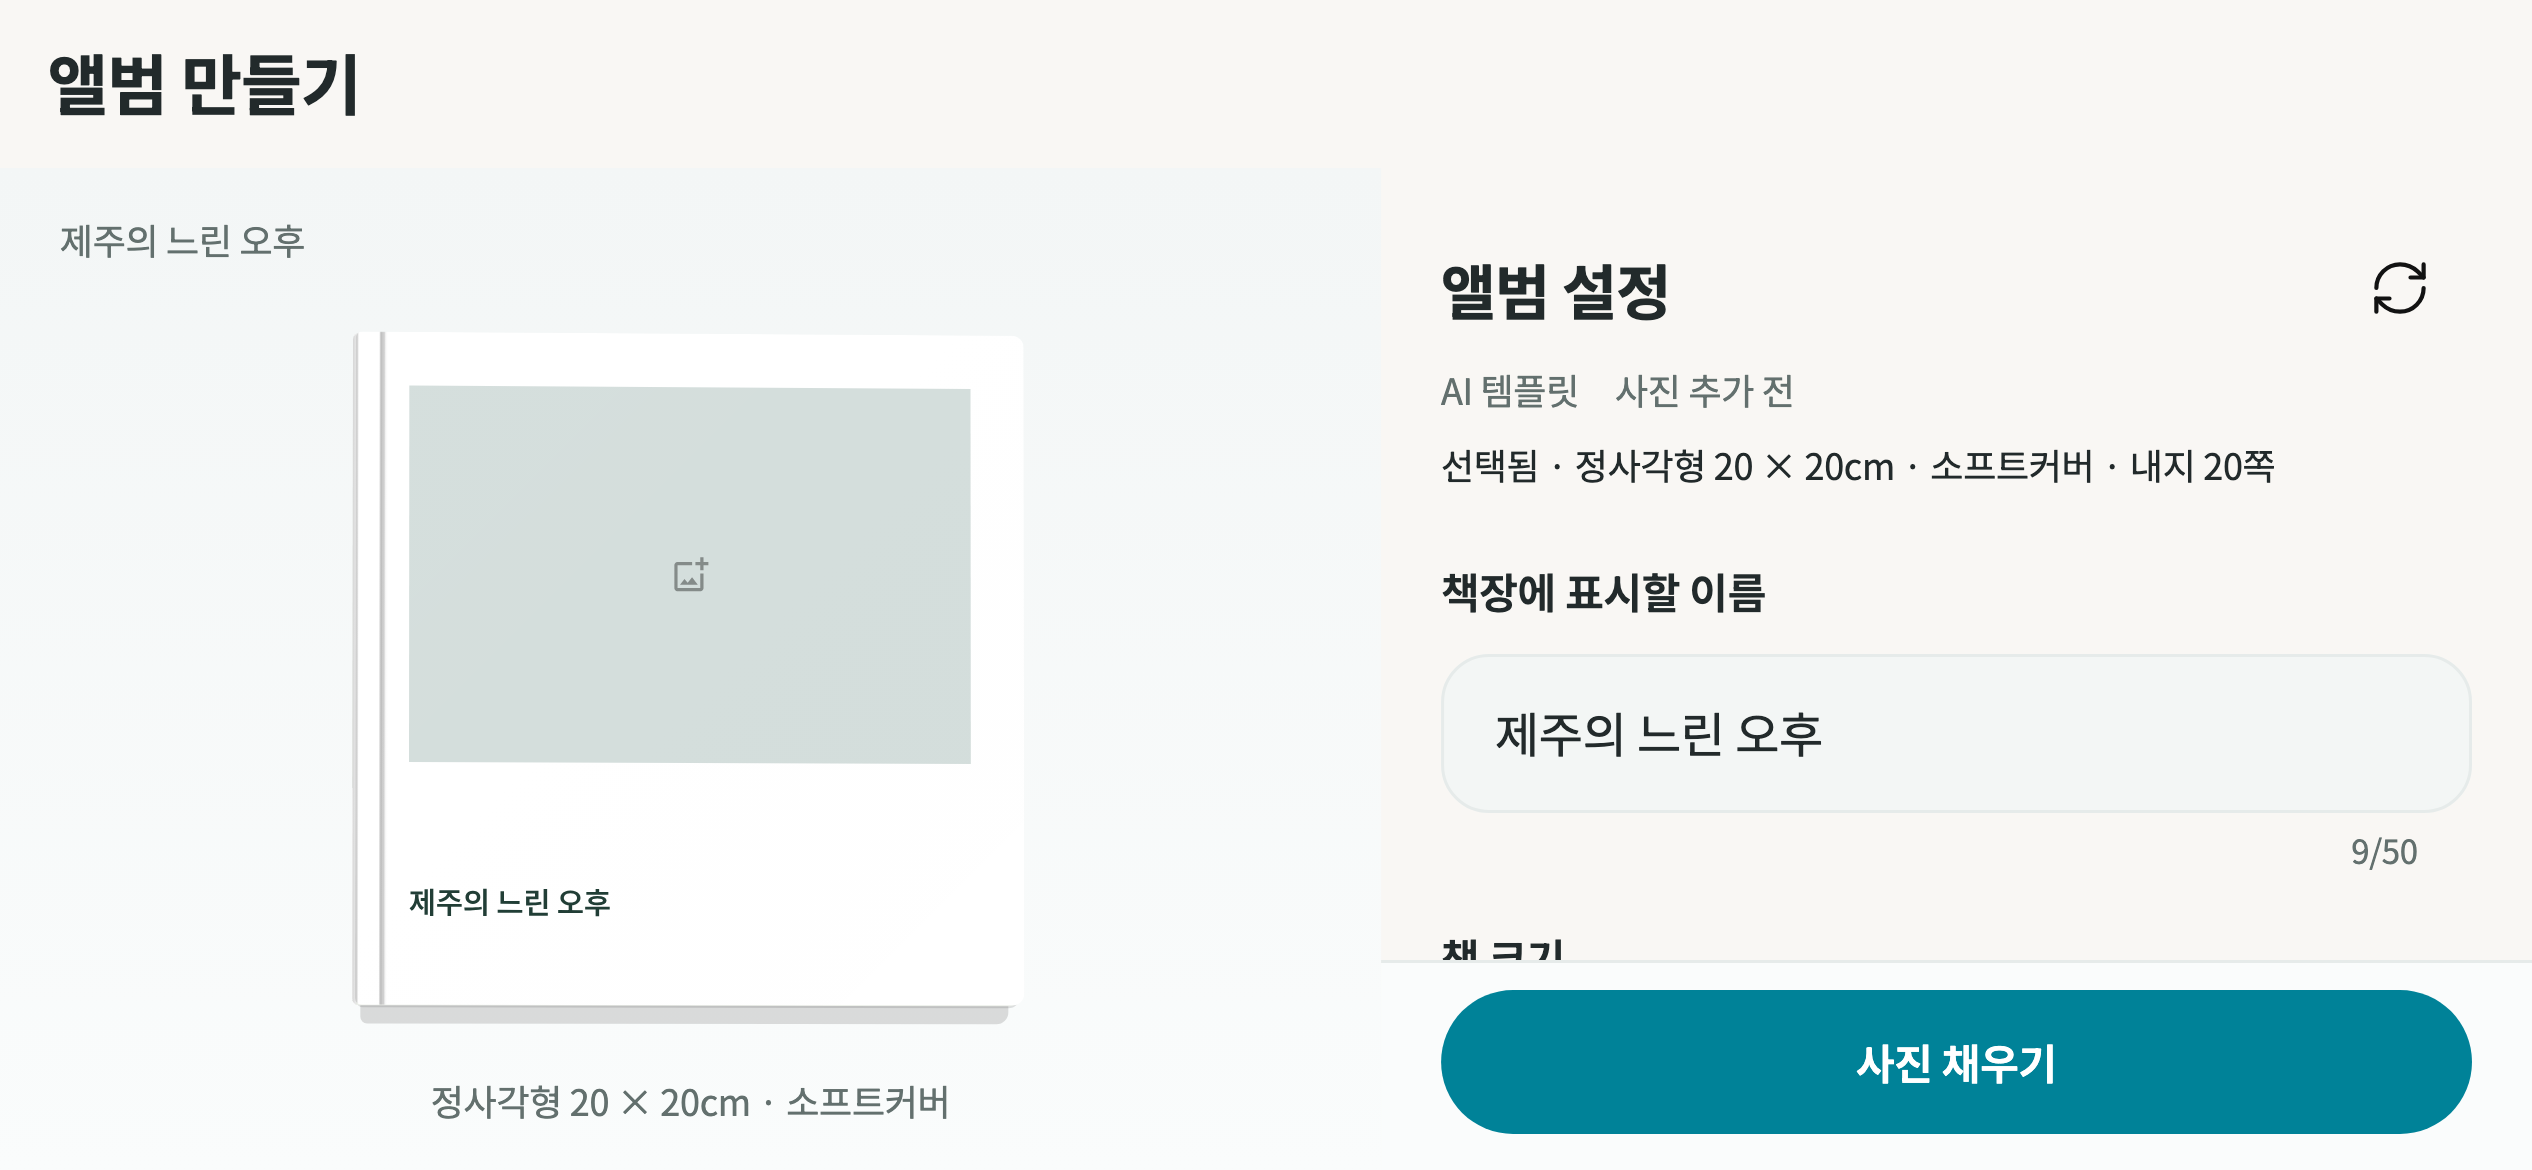 앨범 만들기
제주의 느린 오후
제주의 느린 오후
정사각형 20 × 20cm · 소프트커버
앨범 설정
AI 템플릿 사진 추가 전
선택됨 · 정사각형 20 × 20cm · 소프트커버 · 내지 20쪽
책장에 표시할 이름
제주의 느린 오후
9/50
책 크기
사진 채우기